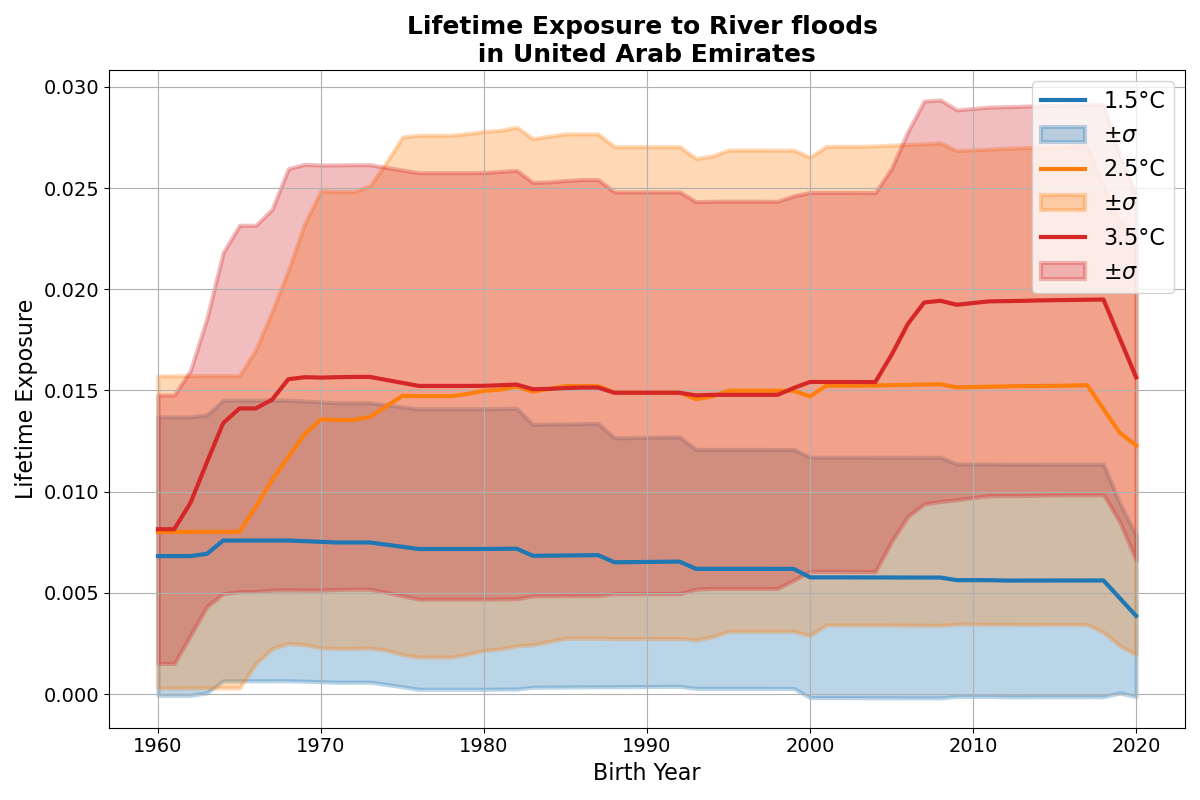 Lifetime Exposure to River floods
in United Arab Emirates
Lifetime Exposure
0.030
0.025
0.020
0.015
0.010
0.005
0.000
1.5°C
±σ
2.5°C
±σ
3.5°C
±σ
1960 1970 1980 1990 2000 2010 2020
Birth Year